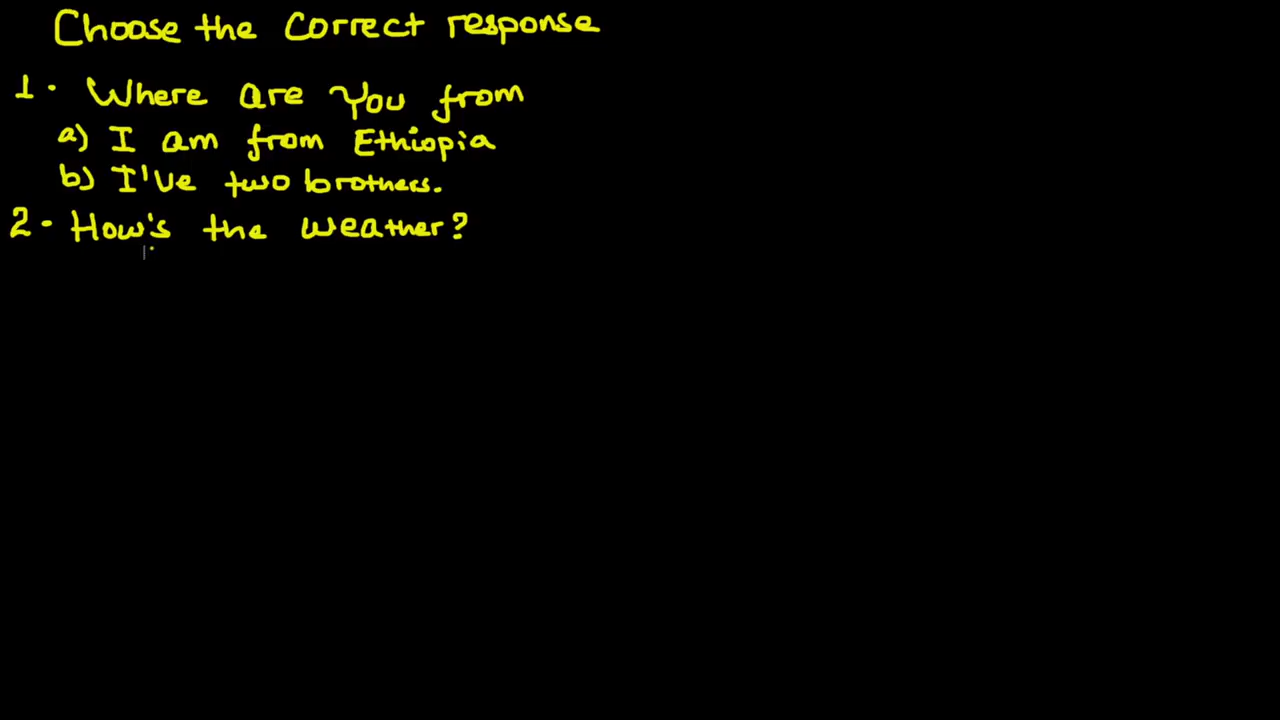 Choose the correct response
1. Where are you from
a) I am from Ethiopia
b) I've two brothers.
2. How's the weather?